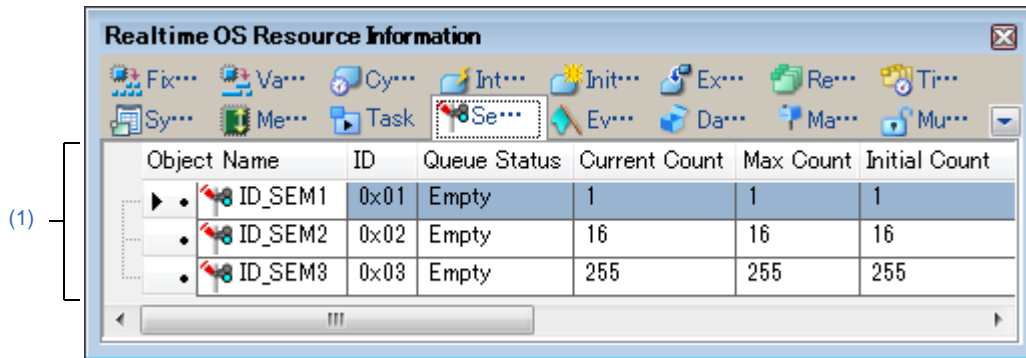 Realtime OS Resource Information
Fix··· Va··· Cy··· Int··· Init··· Ex··· Re··· Ti···
Sy··· Me··· Task Se··· Ev··· Da··· Ma··· Mu···
Object Name ID Queue Status Current Count Max Count Initial Count
(1)
ID_SEM1 0x01 Empty 1 1 1
ID_SEM2 0x02 Empty 16 16 16
ID_SEM3 0x03 Empty 255 255 255